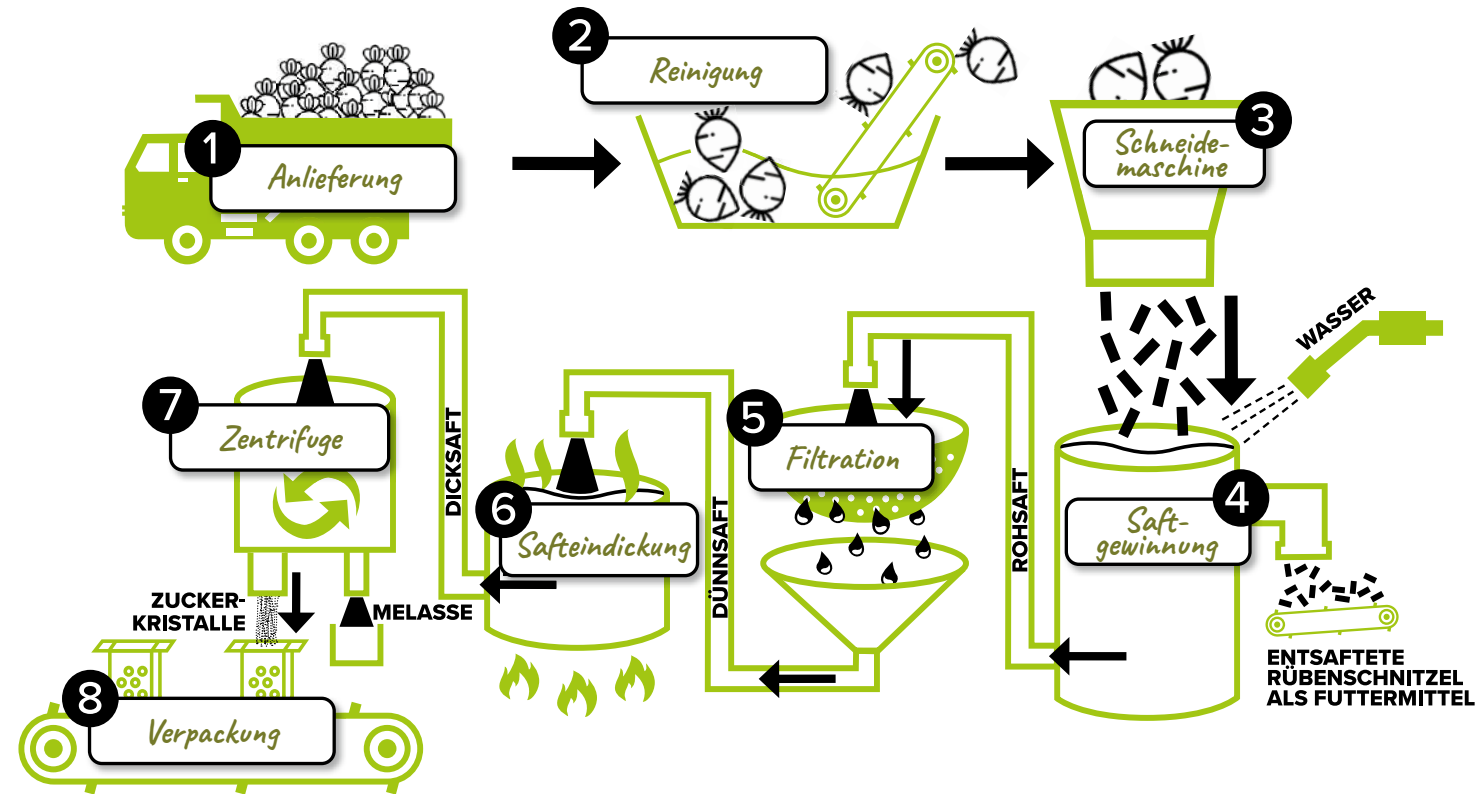 1
Anlieferung
2
Reinigung
3
Schneide-
maschine
WASSER
4
Saft-
gewinnung
ENTSAFTETE
RÜBENSCHNITZEL
ALS FUTTERMITTEL
ROHSAFT
5
Filtration
DÜNNSAFT
6
Safteindickung
DICKSAFT
7
Zentrifuge
ZUCKER-
KRISTALLE
MELASSE
8
Verpackung